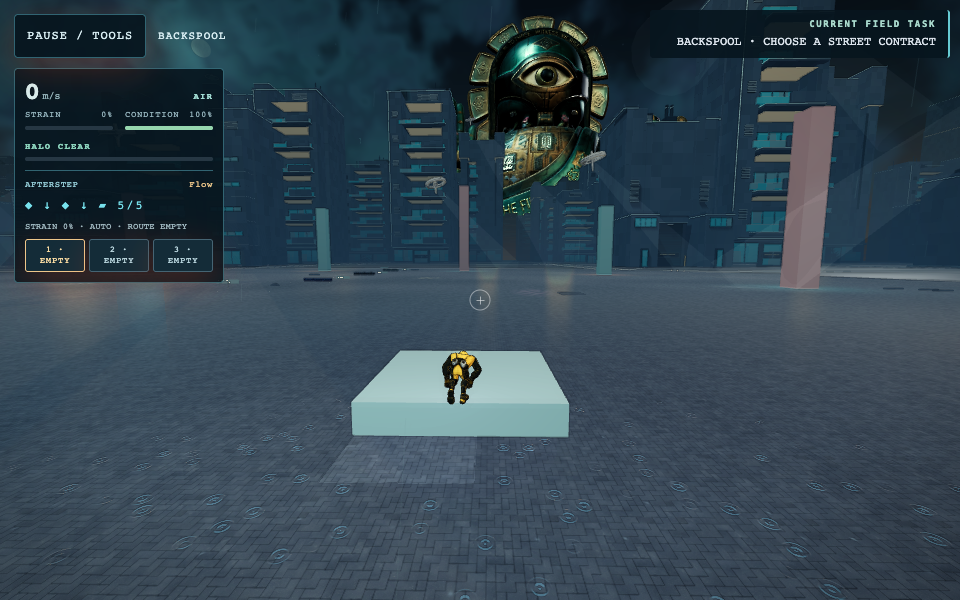 PAUSE / TOOLS
BACKSPOOL
CURRENT FIELD TASK
BACKSPOOL · CHOOSE A STREET CONTRACT
0 m/s
AIR
STRAIN 0% CONDITION 100%
HALO CLEAR
AFTERSTEP Flow
5/5
STRAIN 0% · AUTO · ROUTE EMPTY
1 · EMPTY
2 · EMPTY
3 · EMPTY